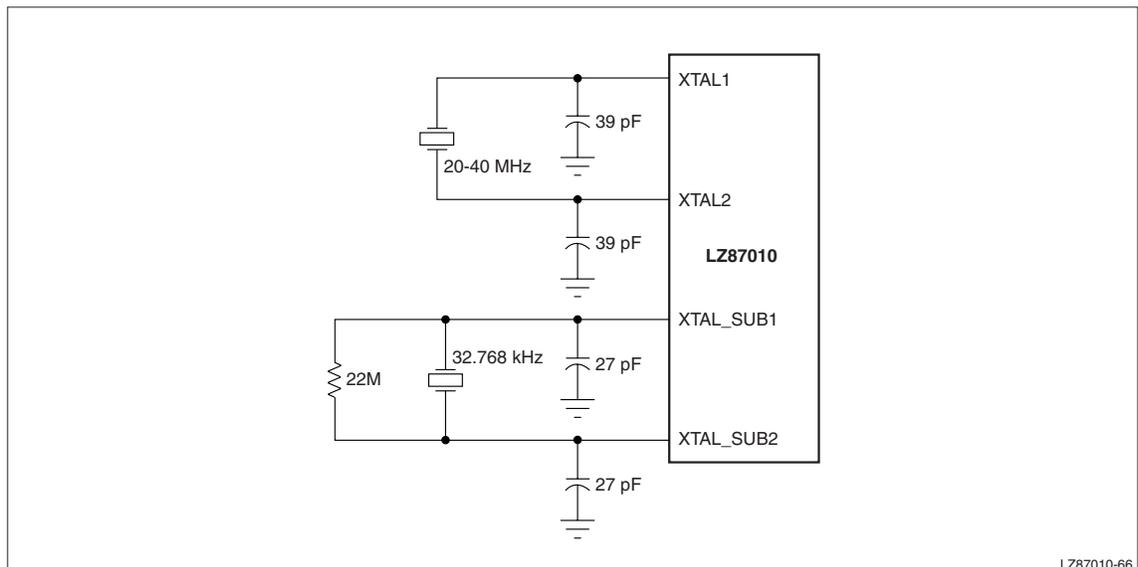 XTAL1
39 pF
20-40 MHz
XTAL2
39 pF
LZ87010
XTAL_SUB1
32.768 kHz
27 pF
22M
XTAL_SUB2
27 pF
LZ87010-66